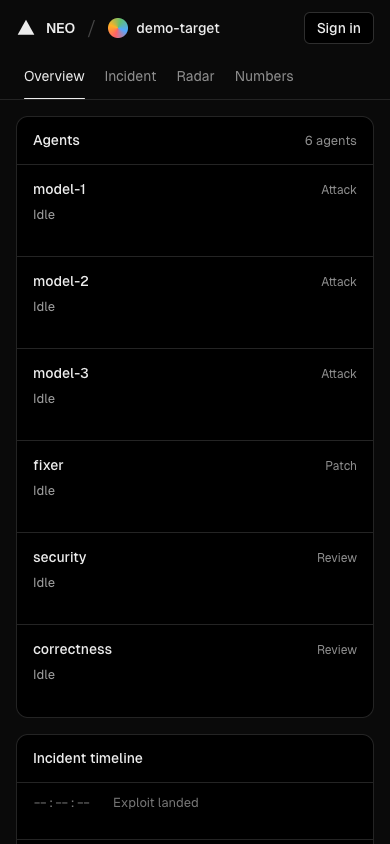 NEO / demo-target Sign in
Overview Incident Radar Numbers
Agents 6 agents
model-1 Attack
Idle
model-2 Attack
Idle
model-3 Attack
Idle
fixer Patch
Idle
security Review
Idle
correctness Review
Idle
Incident timeline
--:--:-- Exploit landed